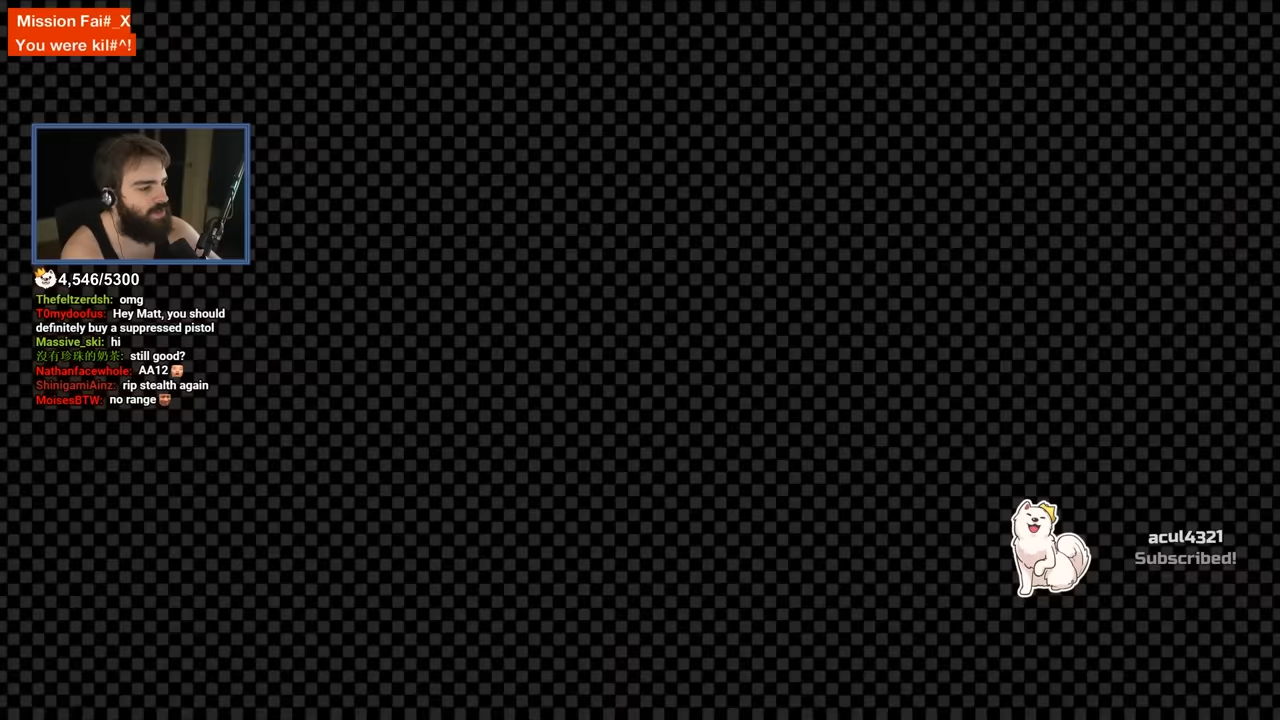 Mission Fai#_X
You were kil#^!
4,546/5300
Thefeltzerdsh: omg
T0mydoofus: Hey Matt, you should
definitely buy a suppressed pistol
Massive_ski: hi
沒有珍珠的奶茶: still good?
Nathanfacewhole: AA12
ShinigamiAinz: rip stealth again
MoisesBTW: no range
acul4321
Subscribed!